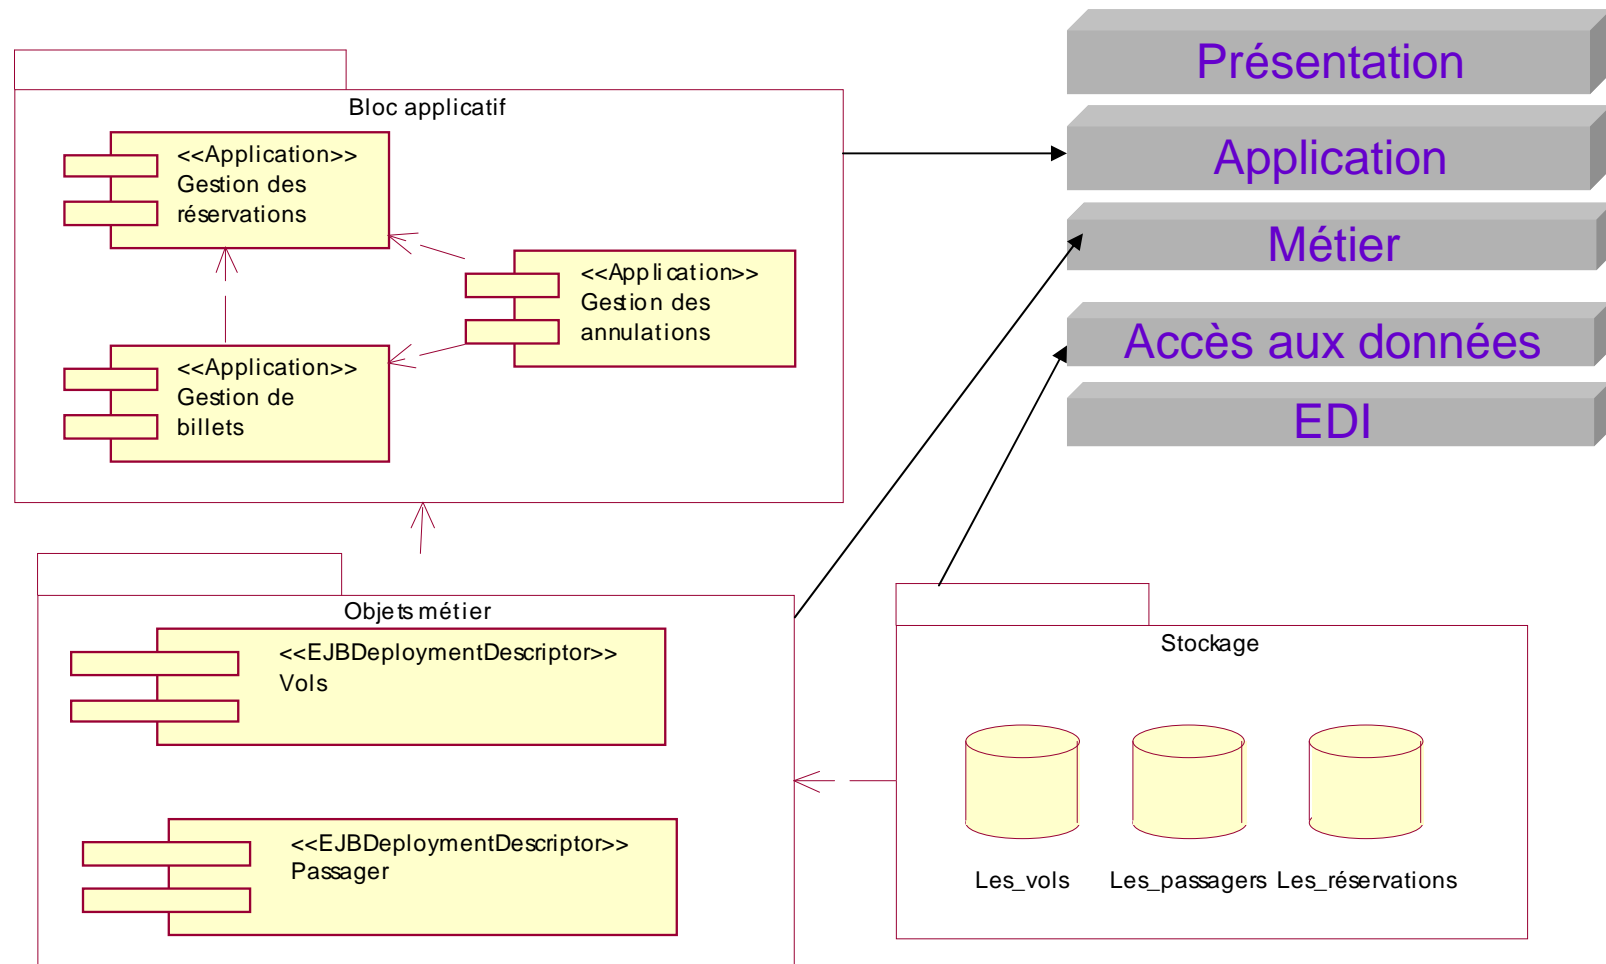 Présentation
Bloc applicatif
Application
<<Application>>
Gestion des
réservations
Métier
<<Application>>
Gestion des
annulations
Accès aux données
<<Application>>
Gestion de
billets
EDI
Objets métier
<<EJBDeploymentDescriptor>>
Vols
Stockage
<<EJBDeploymentDescriptor>>
Passager
Les_vols
Les_passagers
Les_réservations